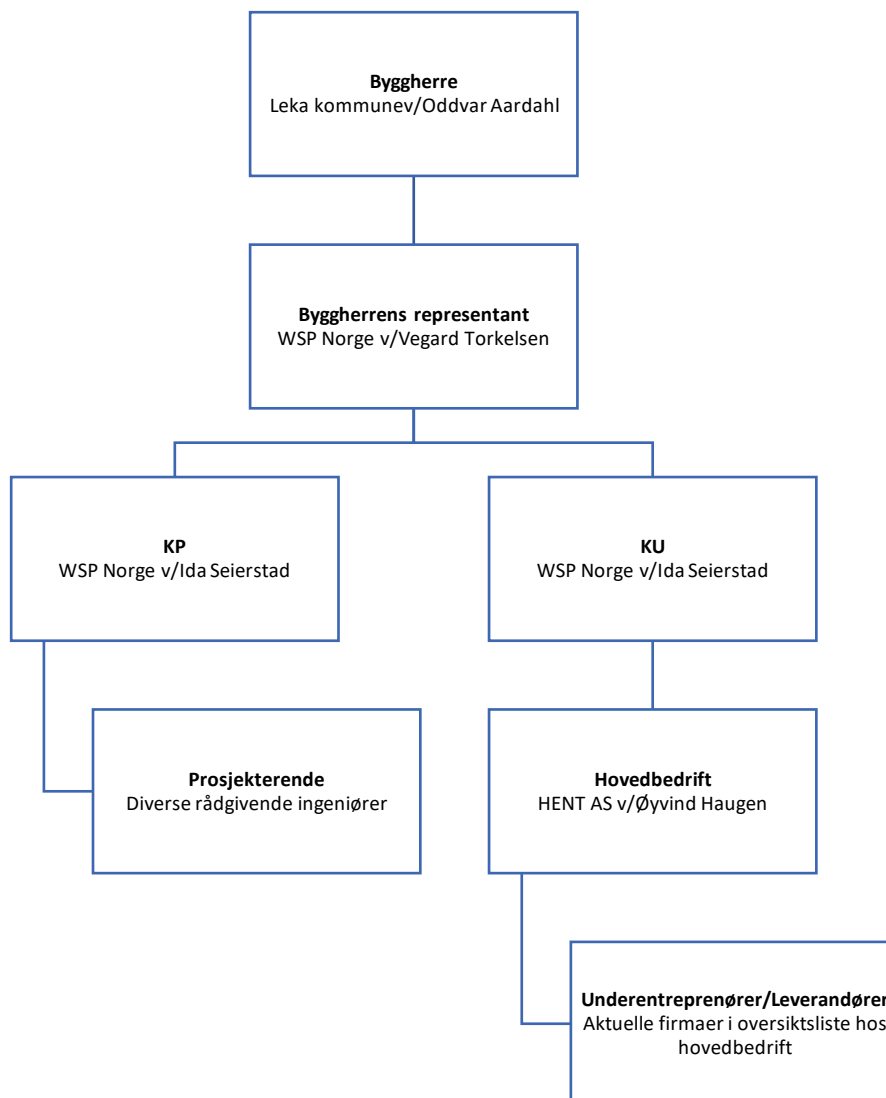 Byggherre
Leka kommunev/Oddvar Aardahl
Byggherrens representant
WSP Norge v/Vegard Torkelsen
KP
WSP Norge v/Ida Seierstad
KU
WSP Norge v/Ida Seierstad
Prosjekterende
Diverse rådgivende ingeniører
Hovedbedrift
HENT AS v/Øyvind Haugen
Underentreprenører/Leverandører
Aktuelle firmaer i oversiktsliste hos
hovedbedrift